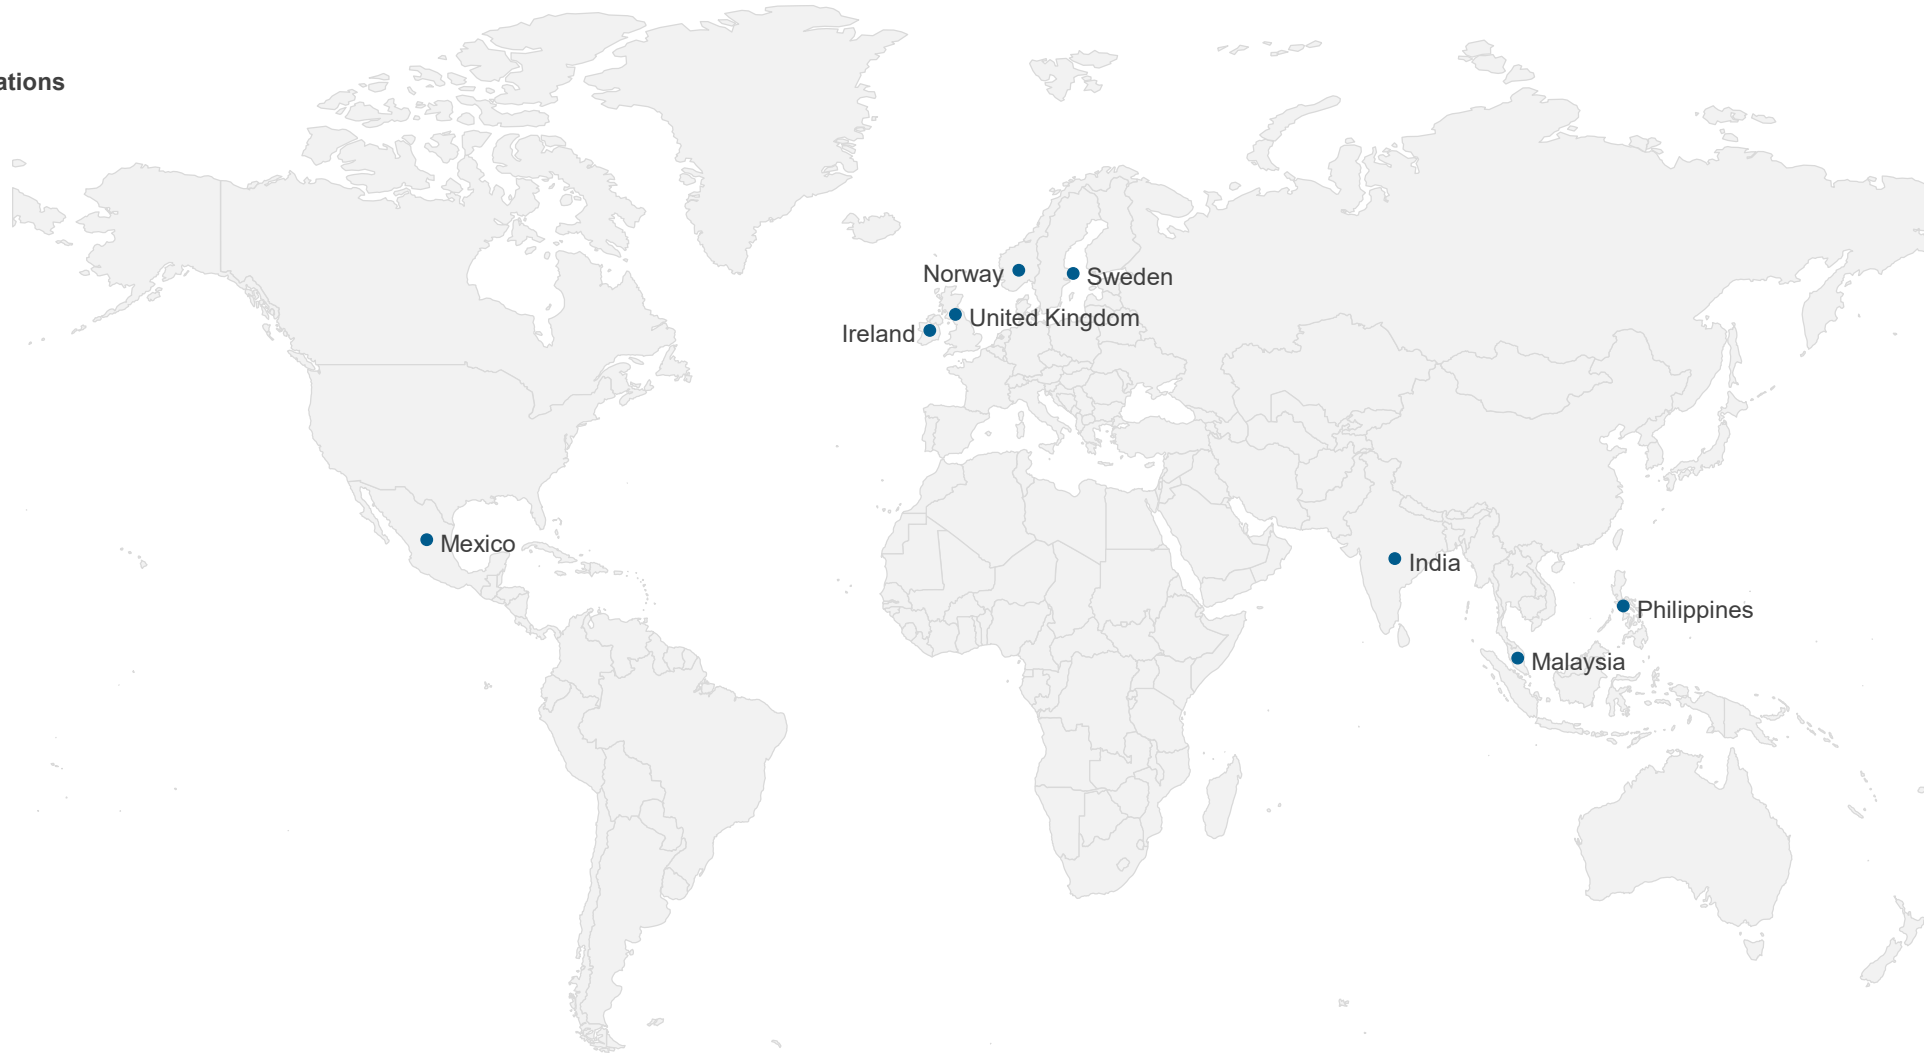 ations
Norway
Sweden
United Kingdom
Ireland
Mexico
India
Philippines
Malaysia